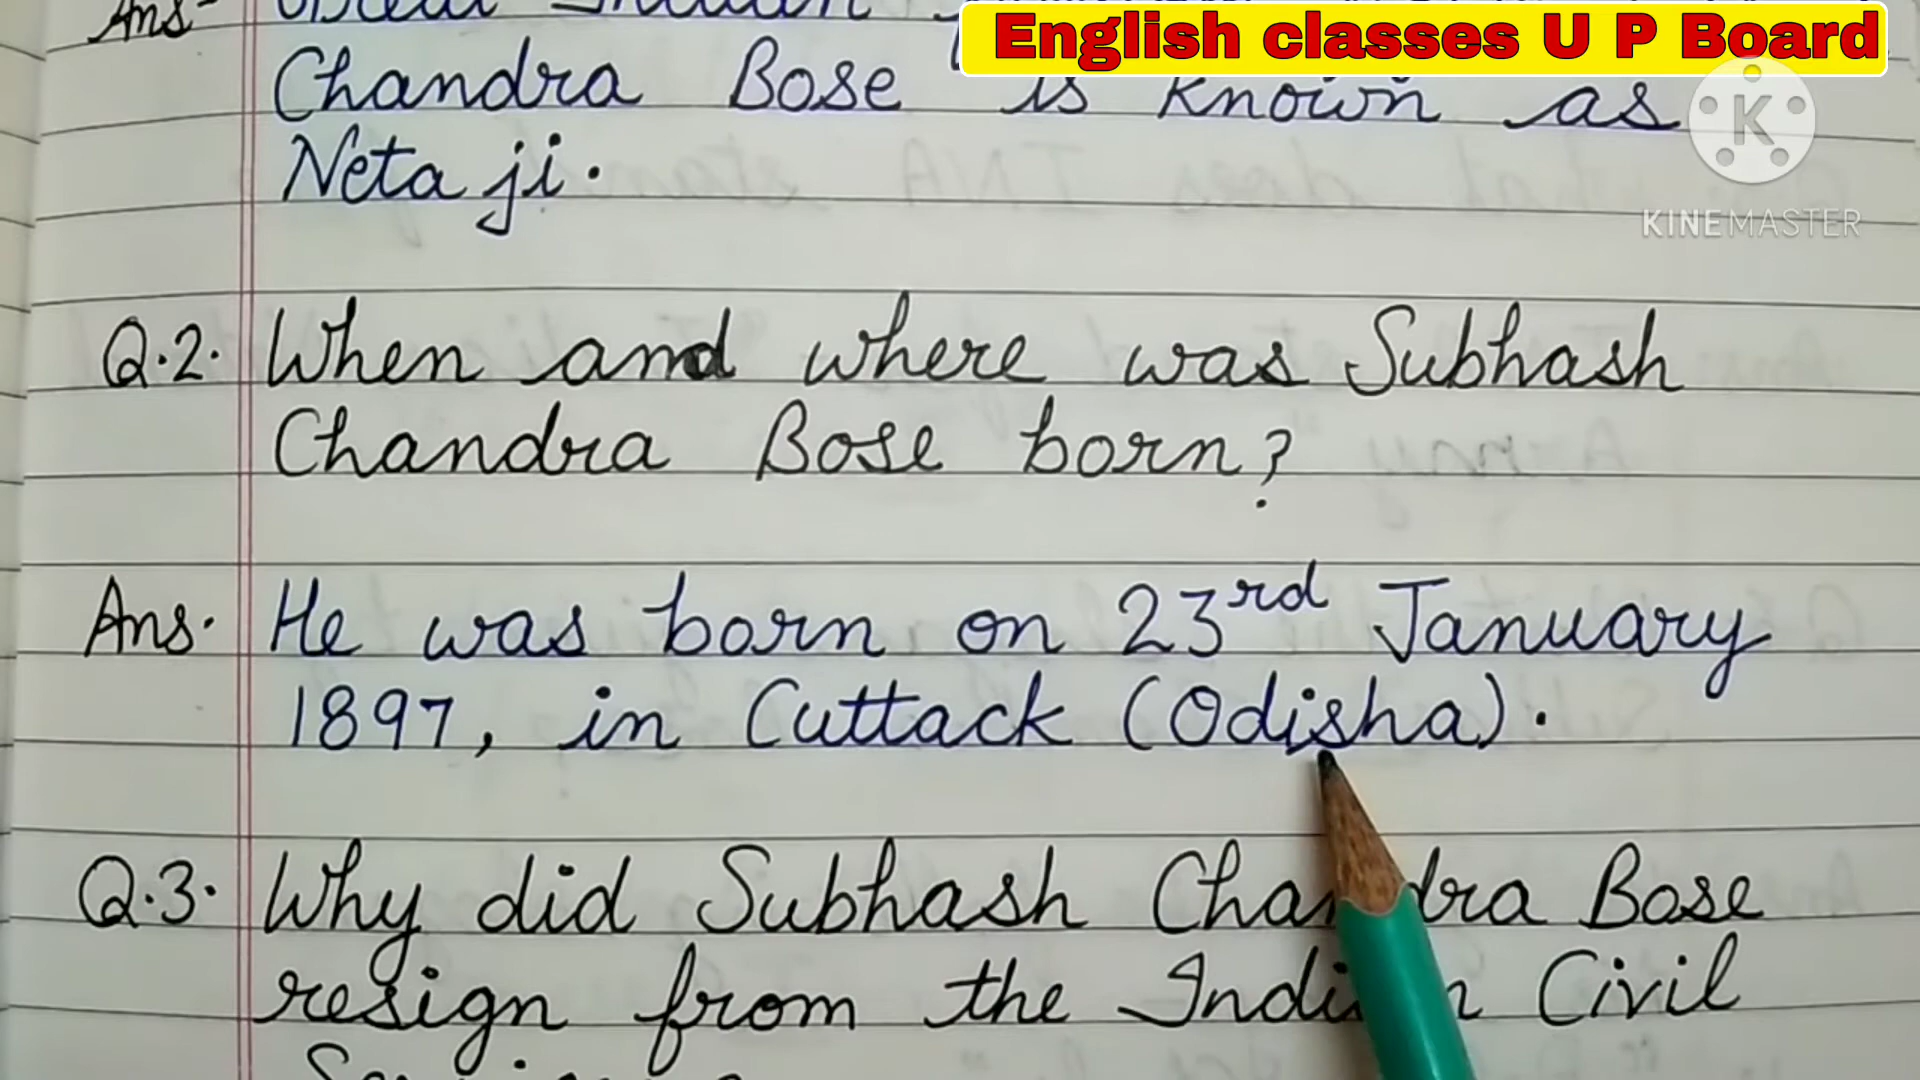 English classes U P Board
Ans-
Chandra Bose is known as
Neta ji.
KINEMASTER
Q.2. When and where was Subhash
Chandra Bose born?
Ans. He was born on 23rd January
1897, in Cuttack (Odisha).
Q.3. Why did Subhash Chandra Bose
resign from the Indian Civil